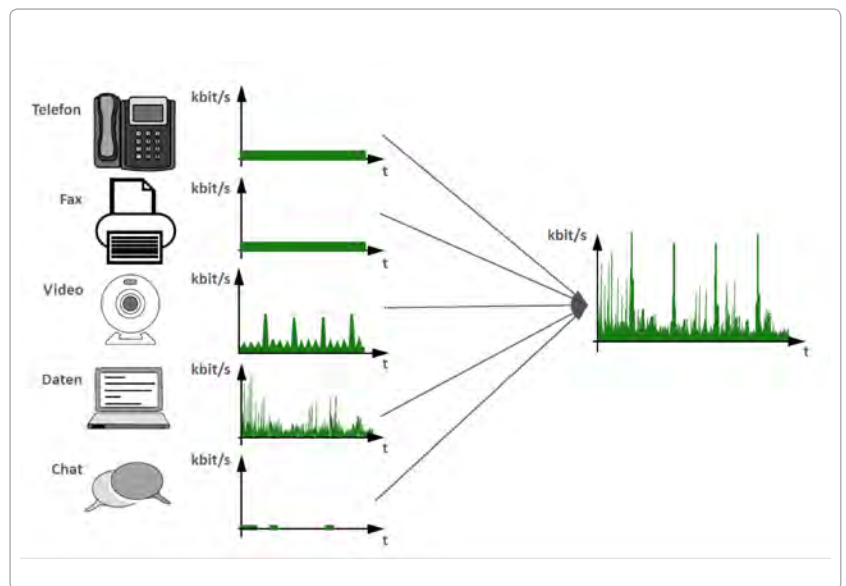 Telefon
kbit/s
t
Fax
kbit/s
t
Video
kbit/s
t
Daten
kbit/s
t
Chat
kbit/s
t
kbit/s
t